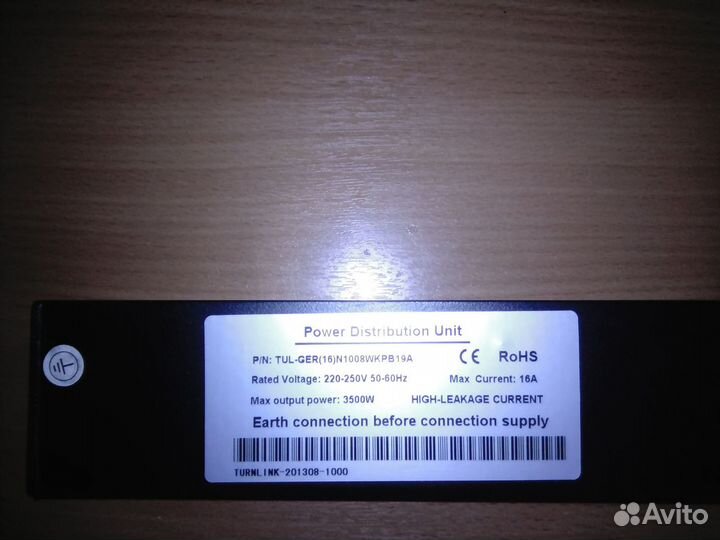 Power Distribution Unit
P/N: TUL-GER(16)N1008WKPB19A CE RoHS
Rated Voltage: 220-250V 50-60Hz Max Current: 16A
Max output power: 3500W HIGH-LEAKAGE CURRENT
Earth connection before connection supply
TURNLINK-201308-1000
Avito